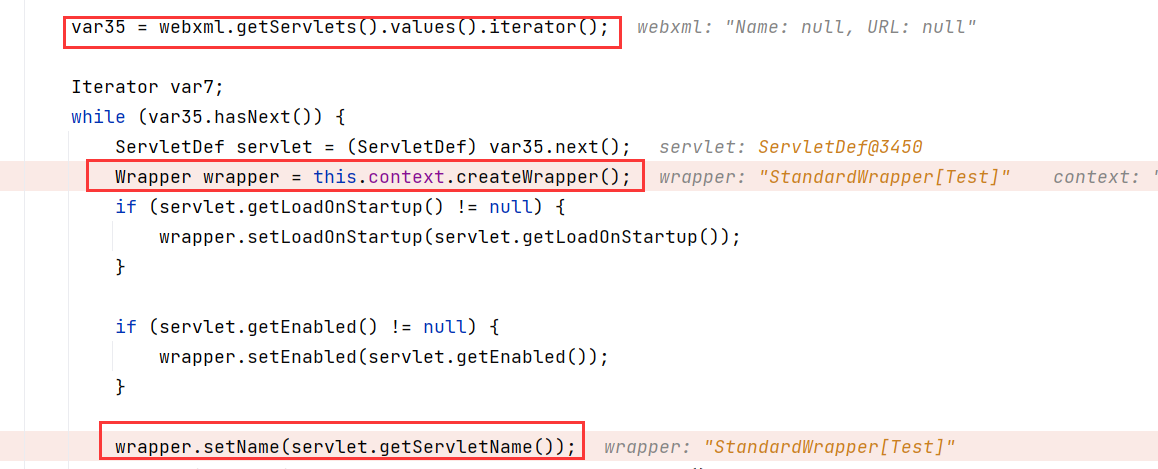 var35 = webxml.getServlets().values().iterator();   webxml: "Name: null, URL: null"
Iterator var7;
while (var35.hasNext()) {
ServletDef servlet = (ServletDef) var35.next();   servlet: ServletDef@3450
Wrapper wrapper = this.context.createWrapper();   wrapper: "StandardWrapper[Test]"   context: "
if (servlet.getLoadOnStartup() != null) {
wrapper.setLoadOnStartup(servlet.getLoadOnStartup());
}
if (servlet.getEnabled() != null) {
wrapper.setEnabled(servlet.getEnabled());
}
wrapper.setName(servlet.getServletName());   wrapper: "StandardWrapper[Test]"